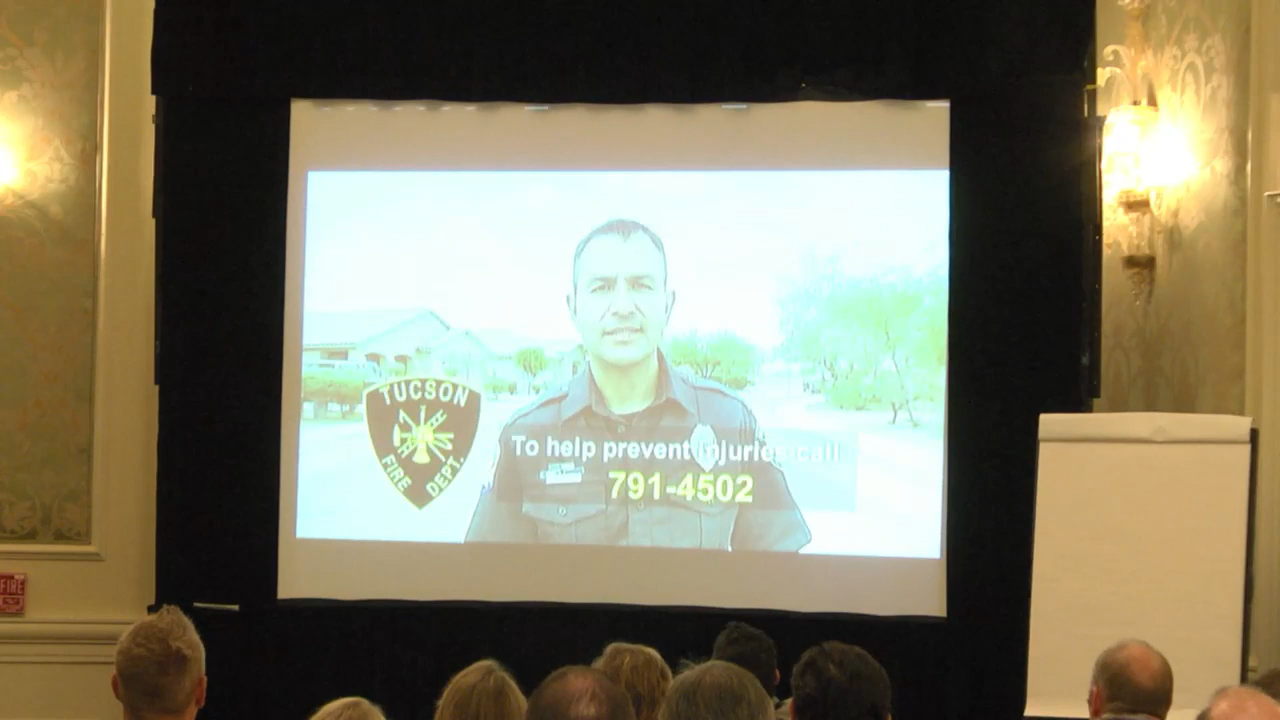 TUCSON
FIRE
DEPT.
To help prevent injuries call
791-4502
FIRE